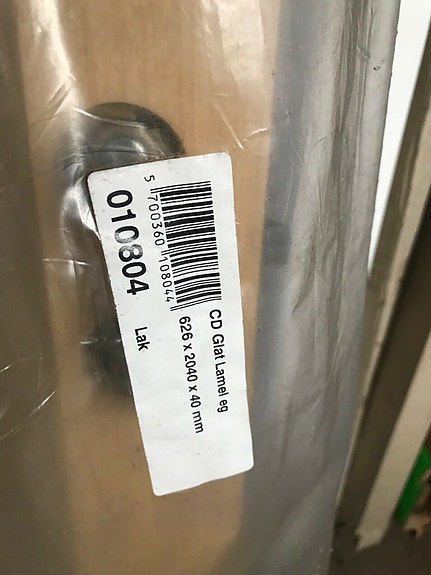 CD Glat Lamel eg
626 x 2040 x 40 mm
5 700360 108044
010804
Lak